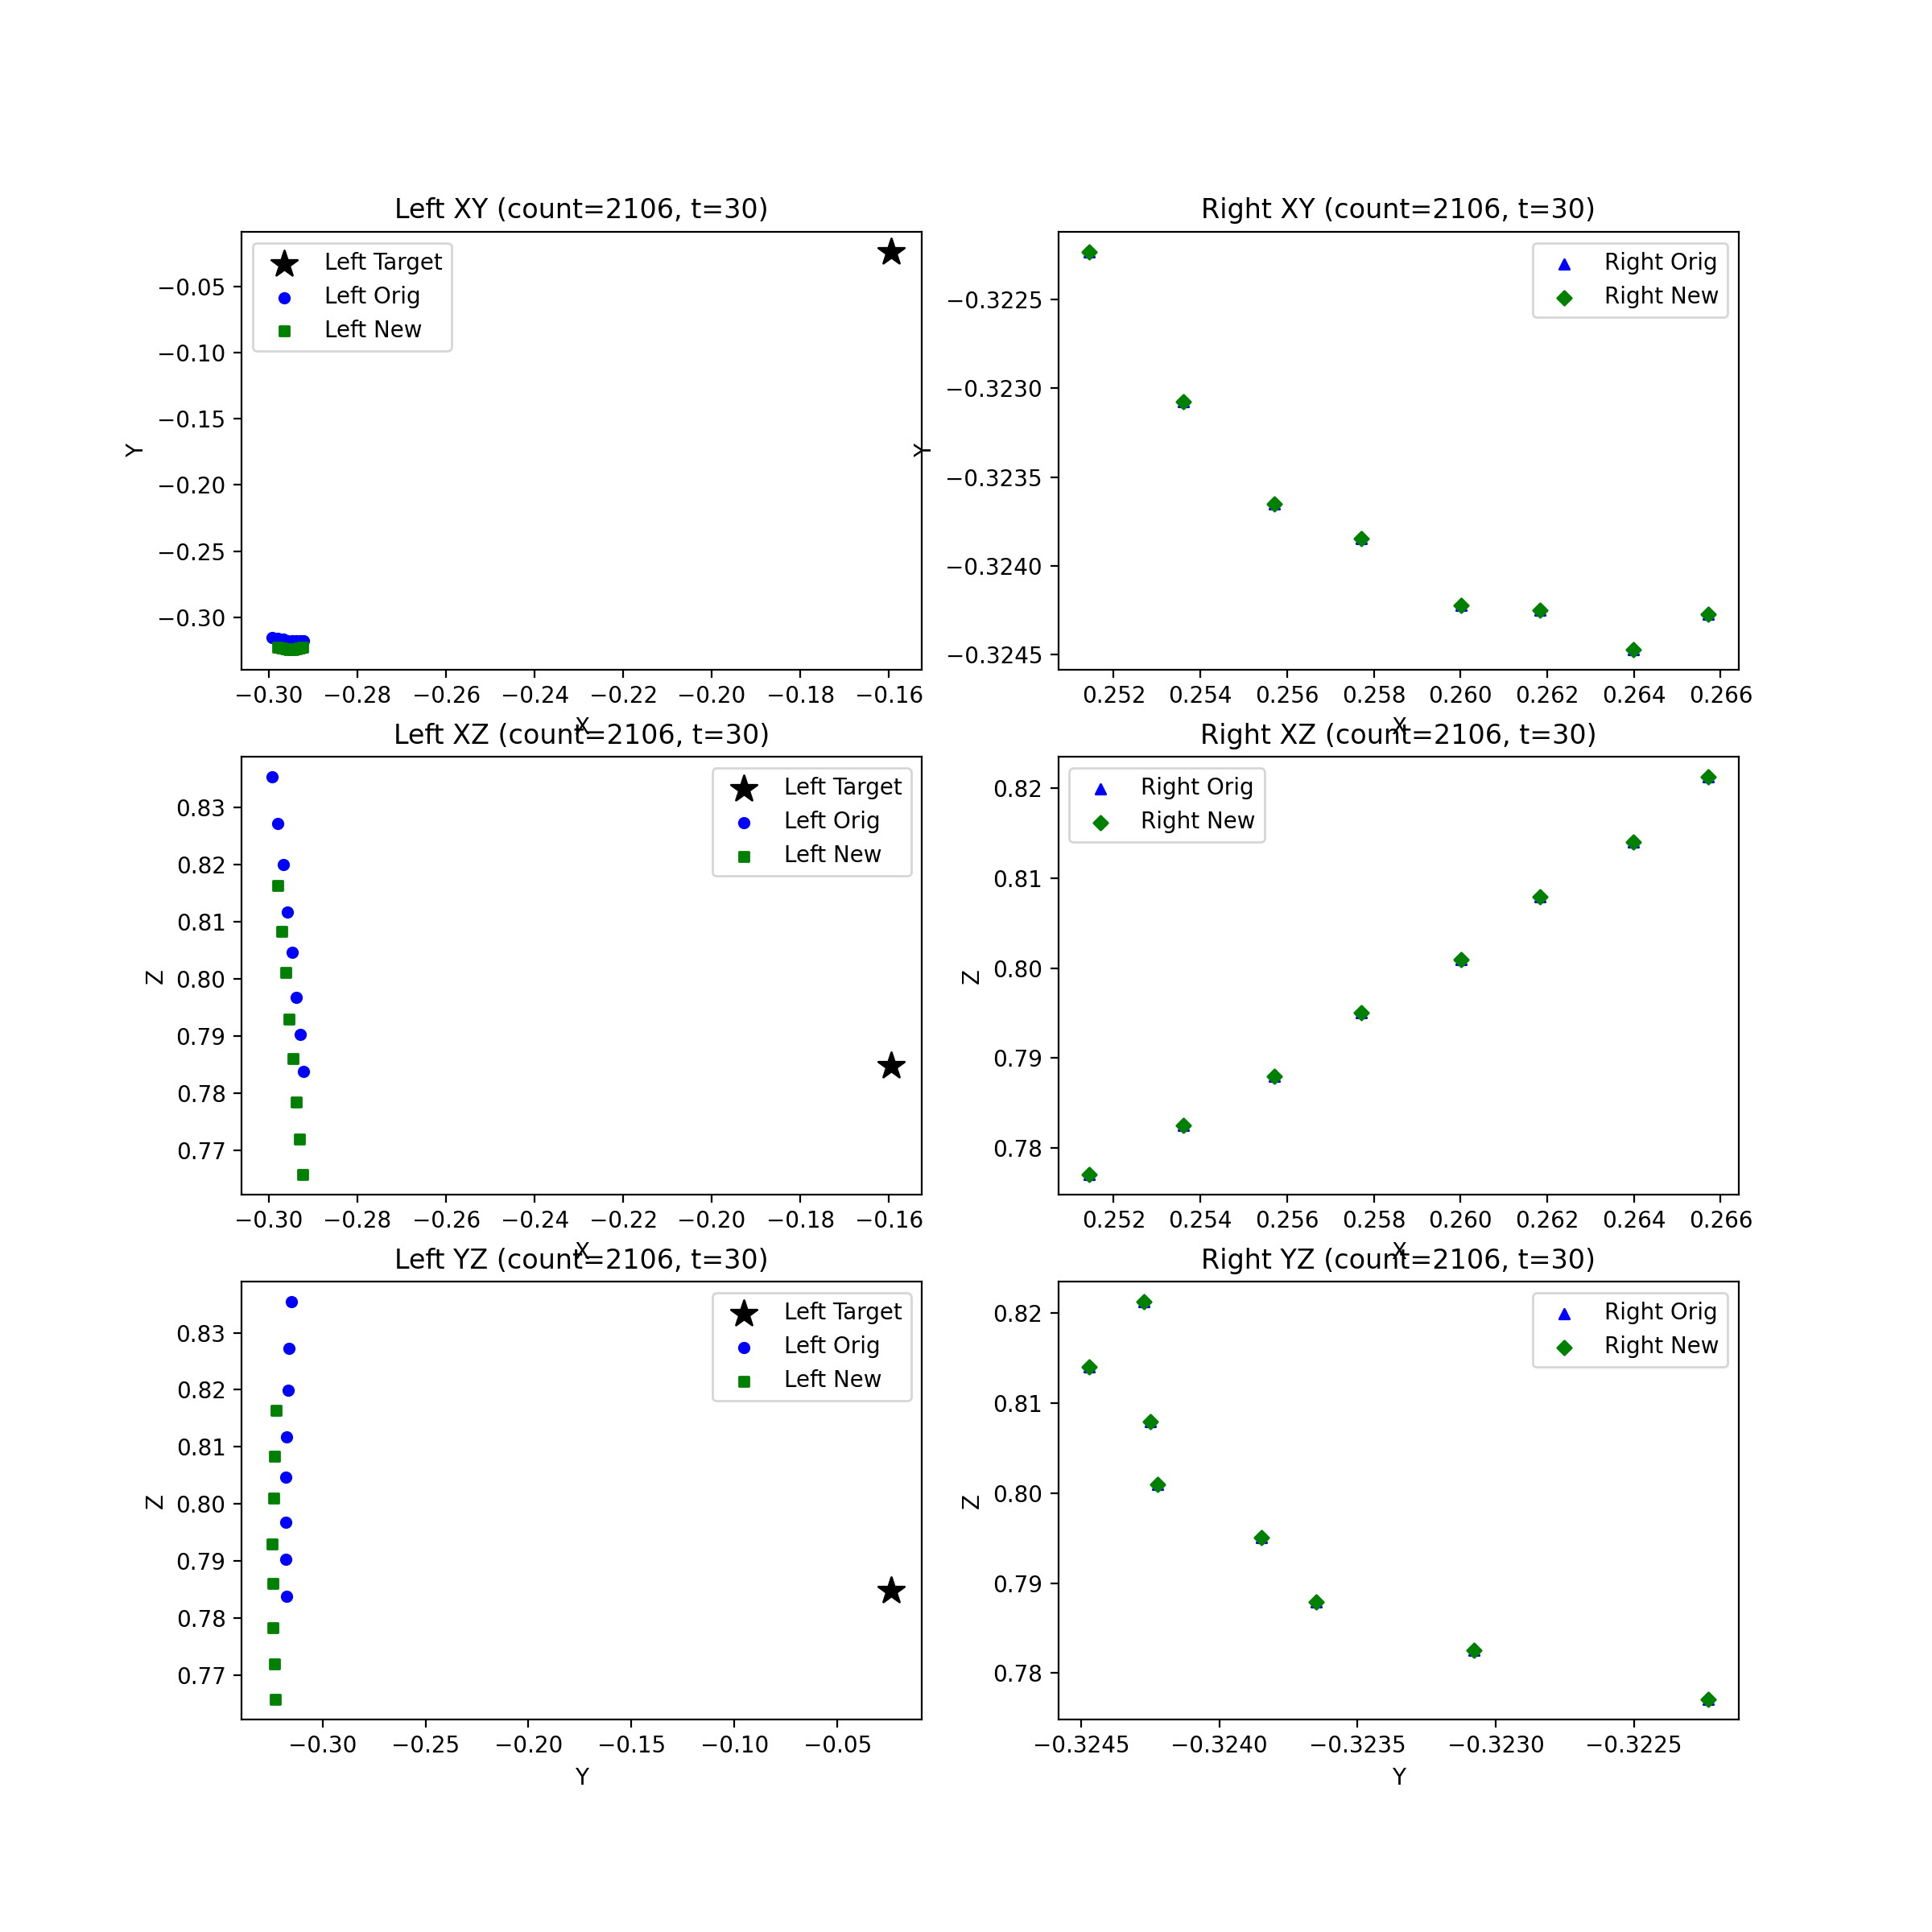 Left XY (count=2106, t=30)
Left Target
Left Orig
Left New
−0.05
−0.10
−0.15
−0.20
−0.25
−0.30
Y
−0.30 −0.28 −0.26 −0.24 −0.22 −0.20 −0.18 −0.16
X
Right XY (count=2106, t=30)
Right Orig
Right New
−0.3225
−0.3230
−0.3235
−0.3240
−0.3245
Y
0.252 0.254 0.256 0.258 0.260 0.262 0.264 0.266
X
Left XZ (count=2106, t=30)
Left Target
Left Orig
Left New
0.83
0.82
0.81
0.80
0.79
0.78
0.77
Z
−0.30 −0.28 −0.26 −0.24 −0.22 −0.20 −0.18 −0.16
X
Right XZ (count=2106, t=30)
Right Orig
Right New
0.82
0.81
0.80
0.79
0.78
Z
0.252 0.254 0.256 0.258 0.260 0.262 0.264 0.266
X
Left YZ (count=2106, t=30)
Left Target
Left Orig
Left New
0.83
0.82
0.81
0.80
0.79
0.78
0.77
Z
−0.30 −0.25 −0.20 −0.15 −0.10 −0.05
Y
Right YZ (count=2106, t=30)
Right Orig
Right New
0.82
0.81
0.80
0.79
0.78
Z
−0.3245 −0.3240 −0.3235 −0.3230 −0.3225
Y